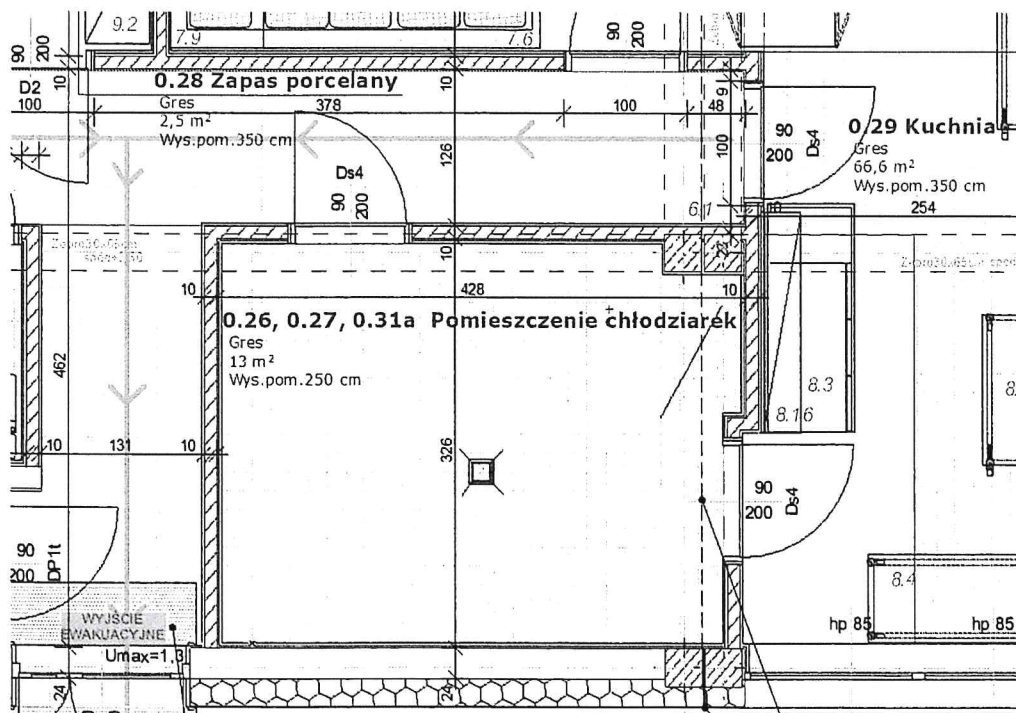 9.2
7.9
7.6
90
200
90
200
D2
100
10
0.28 Zapas porcelany
Gres
2,5 m²
Wys.pom.350 cm
10
378
100
48
9
100
126
Ds4
90
200
90
200
Ds4
0.29 Kuchnia
Gres
66,6 m²
Wys.pom.350 cm
254
6.1
10
10
428
10
0.26, 0.27, 0.31a Pomieszczenie chłodziarek
Gres
13 m²
Wys.pom.250 cm
462
10
131
10
326
8.3
8.16
90
200
Ds4
90
200
DP1t
8.4
hp 85
hp 85
WYJŚCIE
EWAKUACYJNE
Umax=1,3
24
24